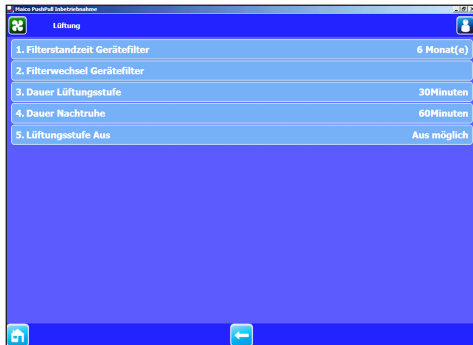 Maico PushPull Inbetriebnahme
Lüftung
1. Filterstandzeit Gerätefilter 6 Monat(e)
2. Filterwechsel Gerätefilter
3. Dauer Lüftungsstufe 30Minuten
4. Dauer Nachtruhe 60Minuten
5. Lüftungsstufe Aus Aus möglich